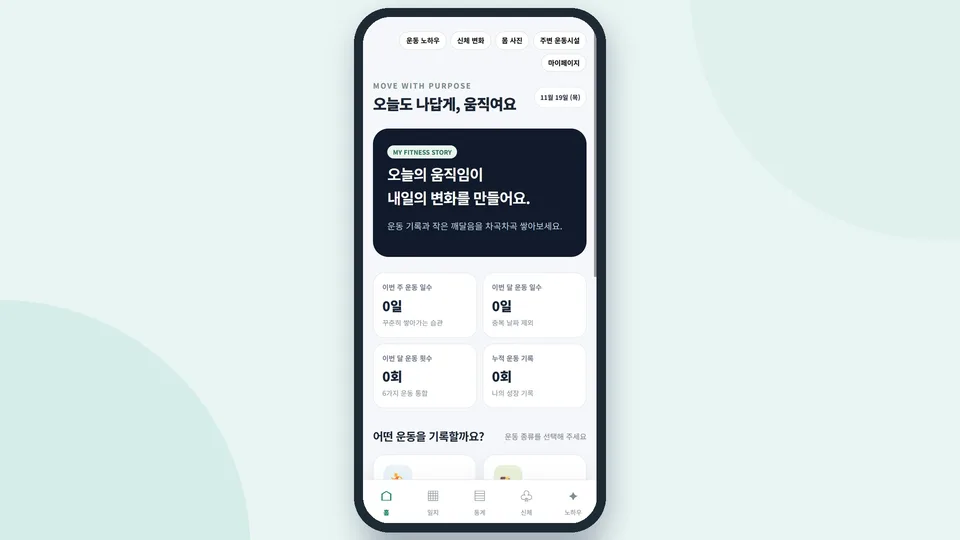 운동 노하우 신체 변화 몸 사진 주변 운동시설
마이페이지
MOVE WITH PURPOSE
오늘도 나답게, 움직여요
11월 19일 (목)
MY FITNESS STORY
오늘의 움직임이
내일의 변화를 만들어요.
운동 기록과 작은 깨달음을 차곡차곡 쌓아보세요.
이번 주 운동 일수
0일
꾸준히 쌓아가는 습관
이번 달 운동 일수
0일
중복 날짜 제외
이번 달 운동 횟수
0회
6가지 운동 통합
누적 운동 기록
0회
나의 성장 기록
어떤 운동을 기록할까요?
운동 종류를 선택해 주세요
홈 일지 통계 신체 노하우